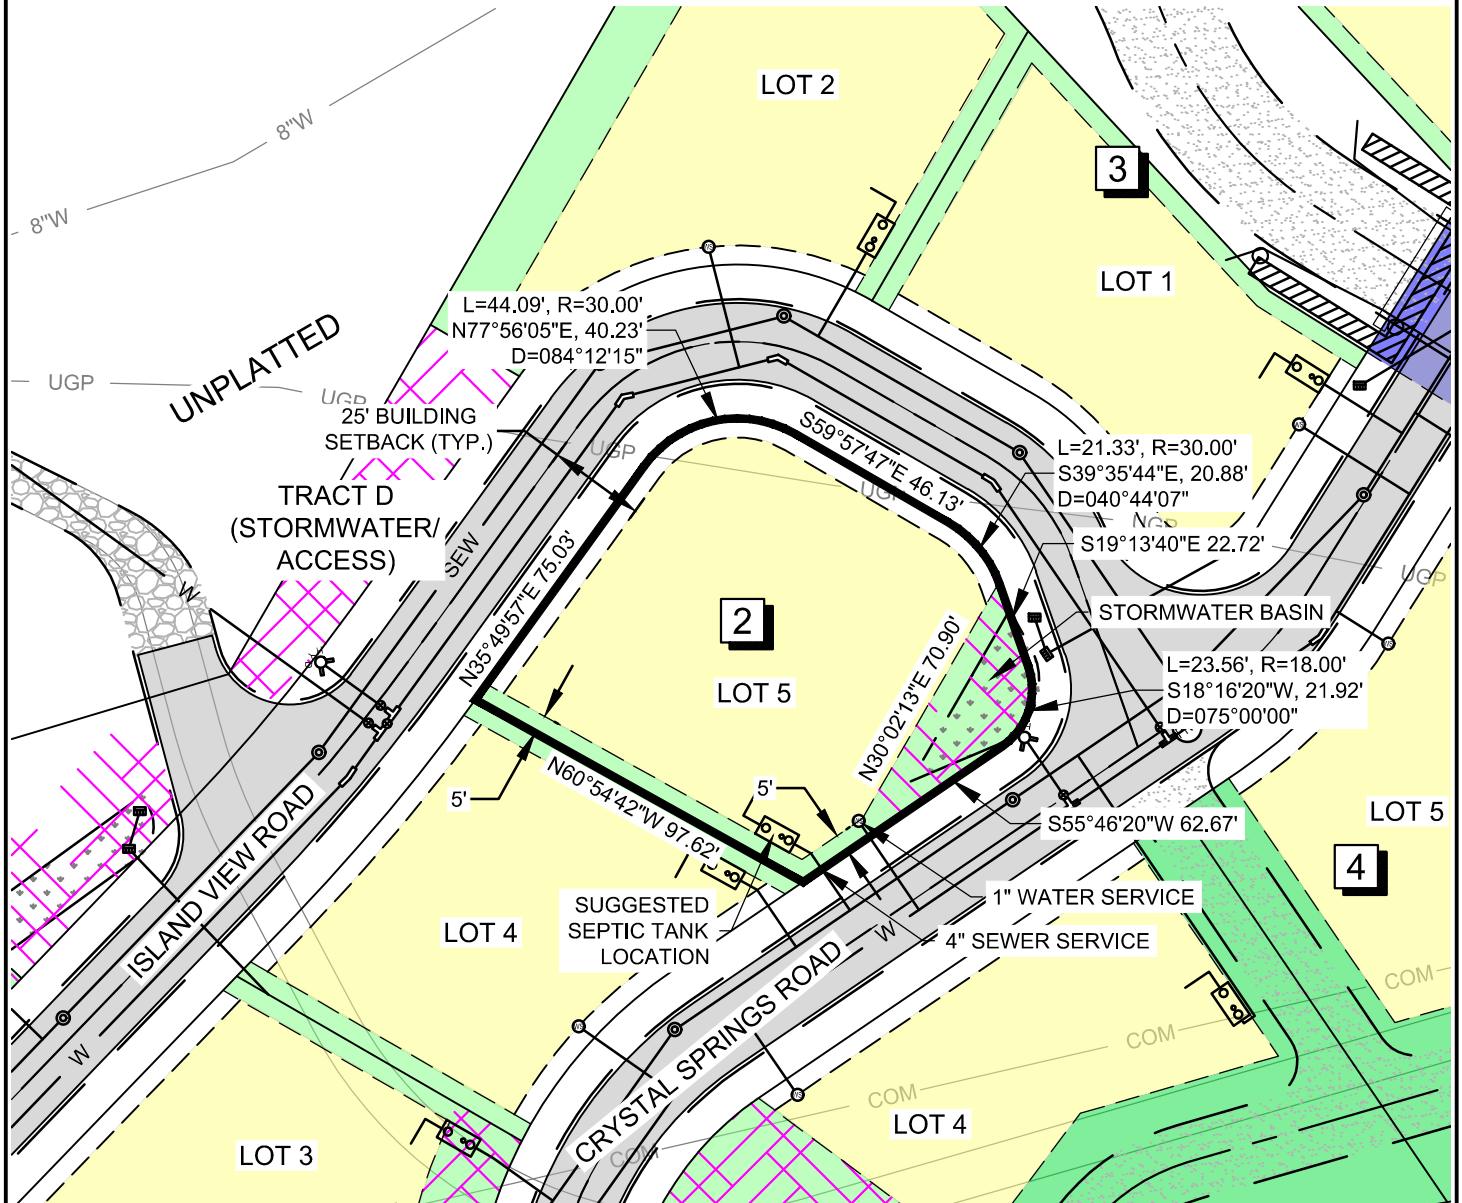 LOT 2
8"W
3
8"W
LOT 1
L=44.09', R=30.00'
N77°56'05"E, 40.23'
D=084°12'15"
UNPLATTED
UGP
UGP
25' BUILDING
SETBACK (TYP.)
UGP
S59°57'47"E 46.13'
L=21.33', R=30.00'
S39°35'44"E, 20.88'
D=040°44'07"
UGP
UGP
TRACT D
(STORMWATER/
ACCESS)
S19°13'40"E 22.72'
SEW
UGP
W
N35°49'57"E 75.03'
2
STORMWATER BASIN
LOT 5
N30°02'13"E 70.90'
L=23.56', R=18.00'
S18°16'20"W, 21.92'
D=075°00'00"
5'
N60°54'42"W 97.62'
5'
S55°46'20"W 62.67'
LOT 5
4
ISLAND VIEW ROAD
1" WATER SERVICE
SUGGESTED
SEPTIC TANK
LOCATION
LOT 4
W
4" SEWER SERVICE
COM
W
COM
CRYSTAL SPRINGS ROAD
COM
LOT 4
LOT 3
COM